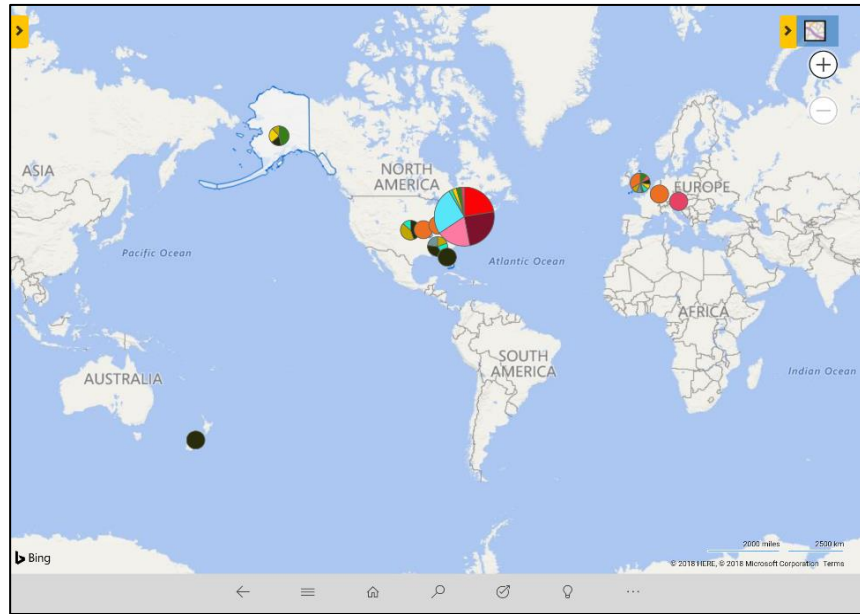 NORTH
AMERICA
ASIA
EUROPE
Pacific Ocean
Atlantic Ocean
AFRICA
SOUTH
AMERICA
AUSTRALIA
Indian Ocean
2000 miles 2500 km
Bing
© 2018 HERE, © 2018 Microsoft Corporation Terms